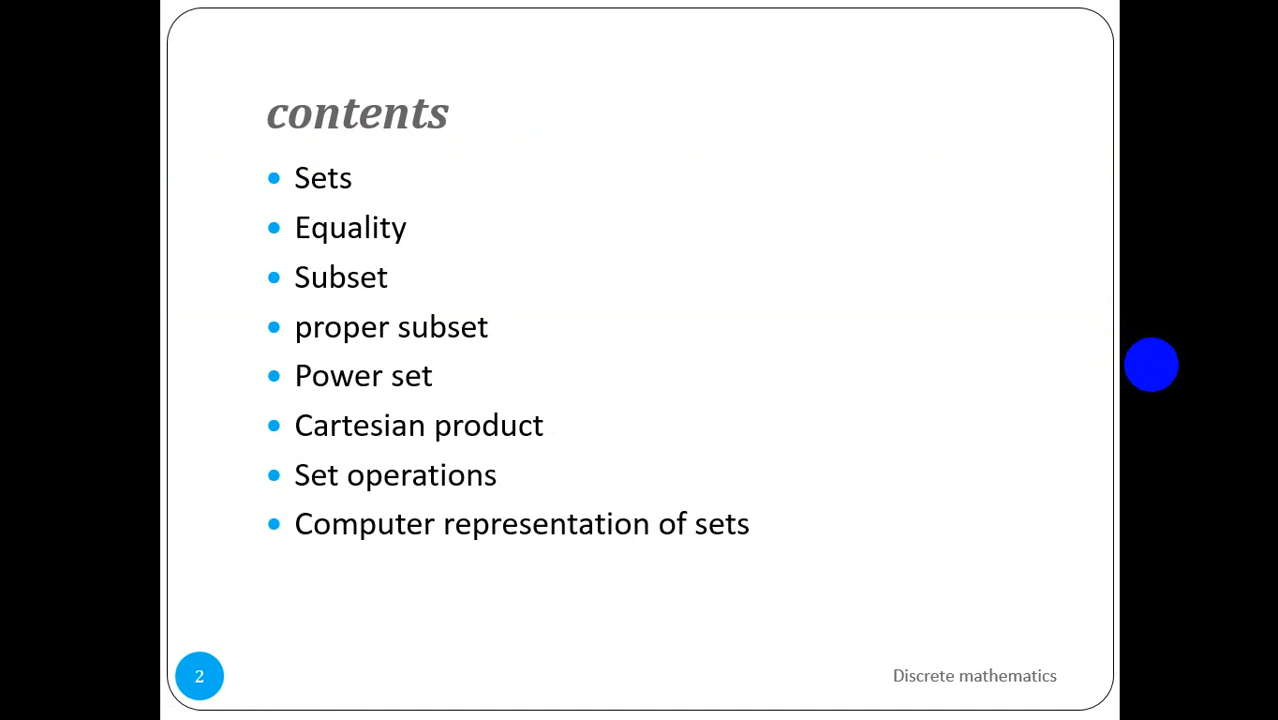 contents
Sets
Equality
Subset
proper subset
Power set
Cartesian product
Set operations
Computer representation of sets
2
Discrete mathematics